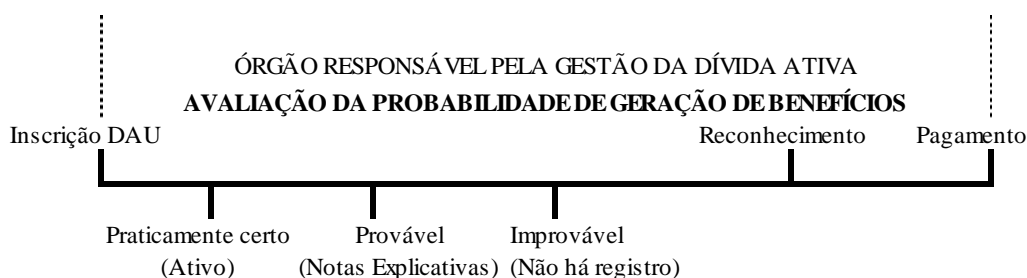 ÓRGÃO RESPONSÁVEL PELA GESTÃO DA DÍVIDA ATIVA
AVALIAÇÃO DA PROBABILIDADE DE GERAÇÃO DE BENEFÍCIOS
Inscrição DAU Reconhecimento Pagamento
Praticamente certo Provável Improvável
(Ativo) (Notas Explicativas) (Não há registro)